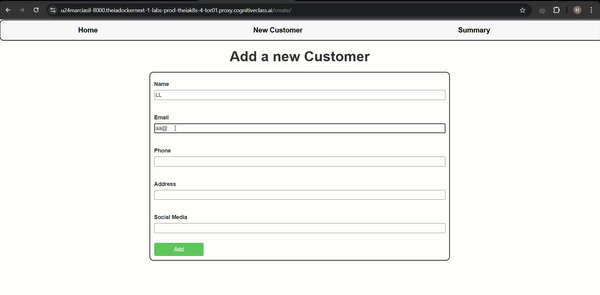 u24marciasil-8000.theiadockernext-1-labs-prod-theiak8s-4-tor01.proxy.cognitiveclass.ai/create/
Home New Customer Summary
Add a new Customer
Name
LL
Email
aa@
Phone
Address
Social Media
Add